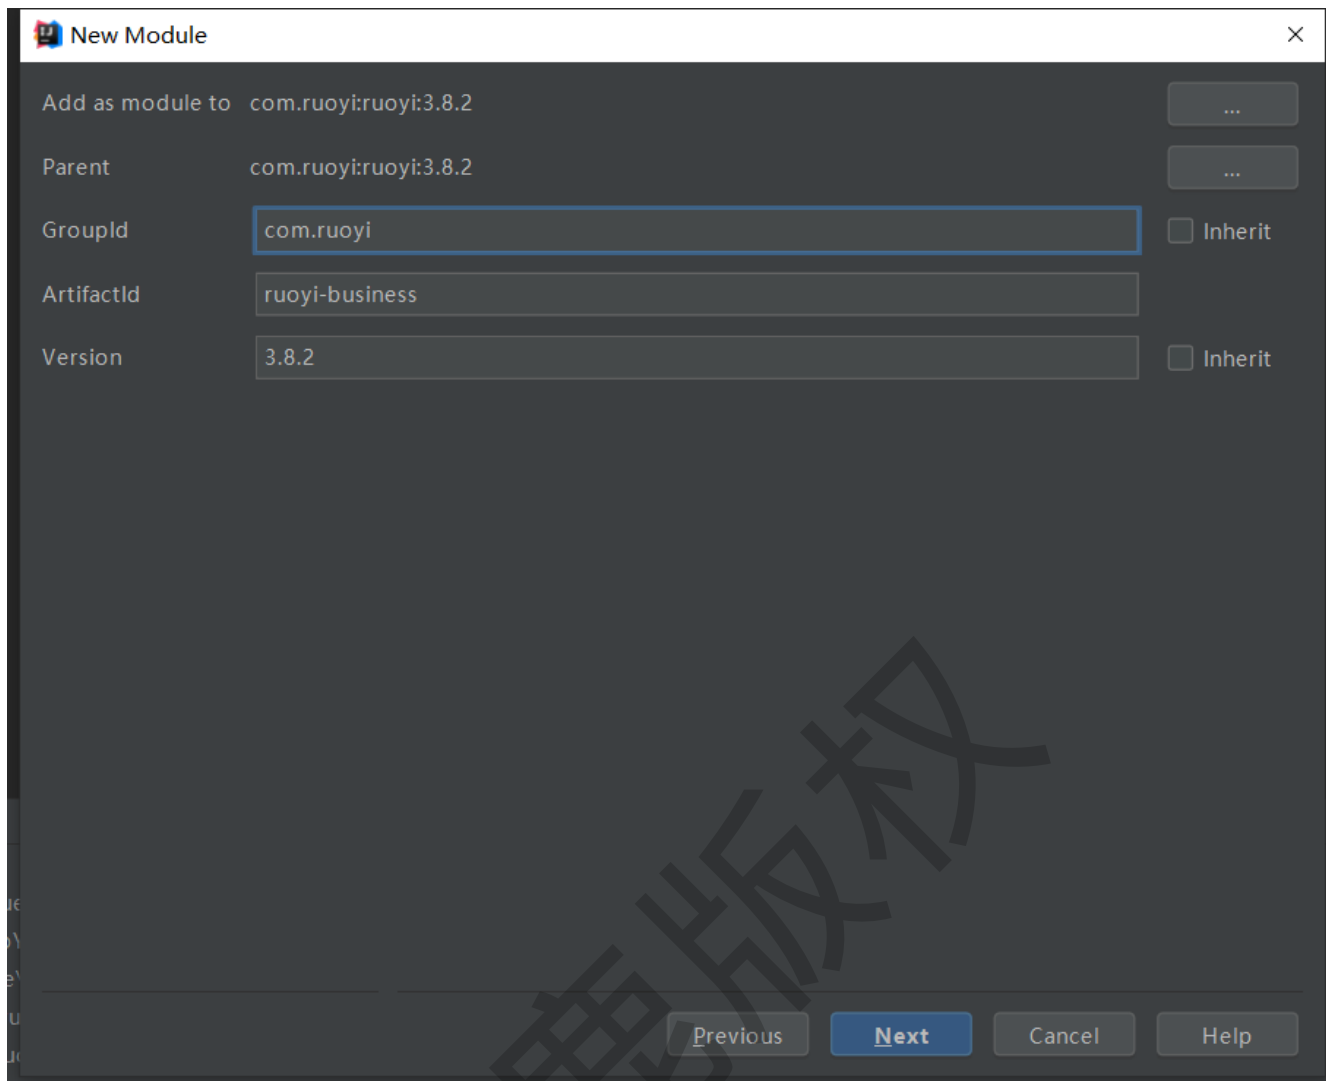 New Module
Add as module to com.ruoyi:ruoyi:3.8.2 ...
Parent com.ruoyi:ruoyi:3.8.2 ...
GroupId com.ruoyi Inherit
ArtifactId ruoyi-business
Version 3.8.2 Inherit
版权
Previous Next Cancel Help